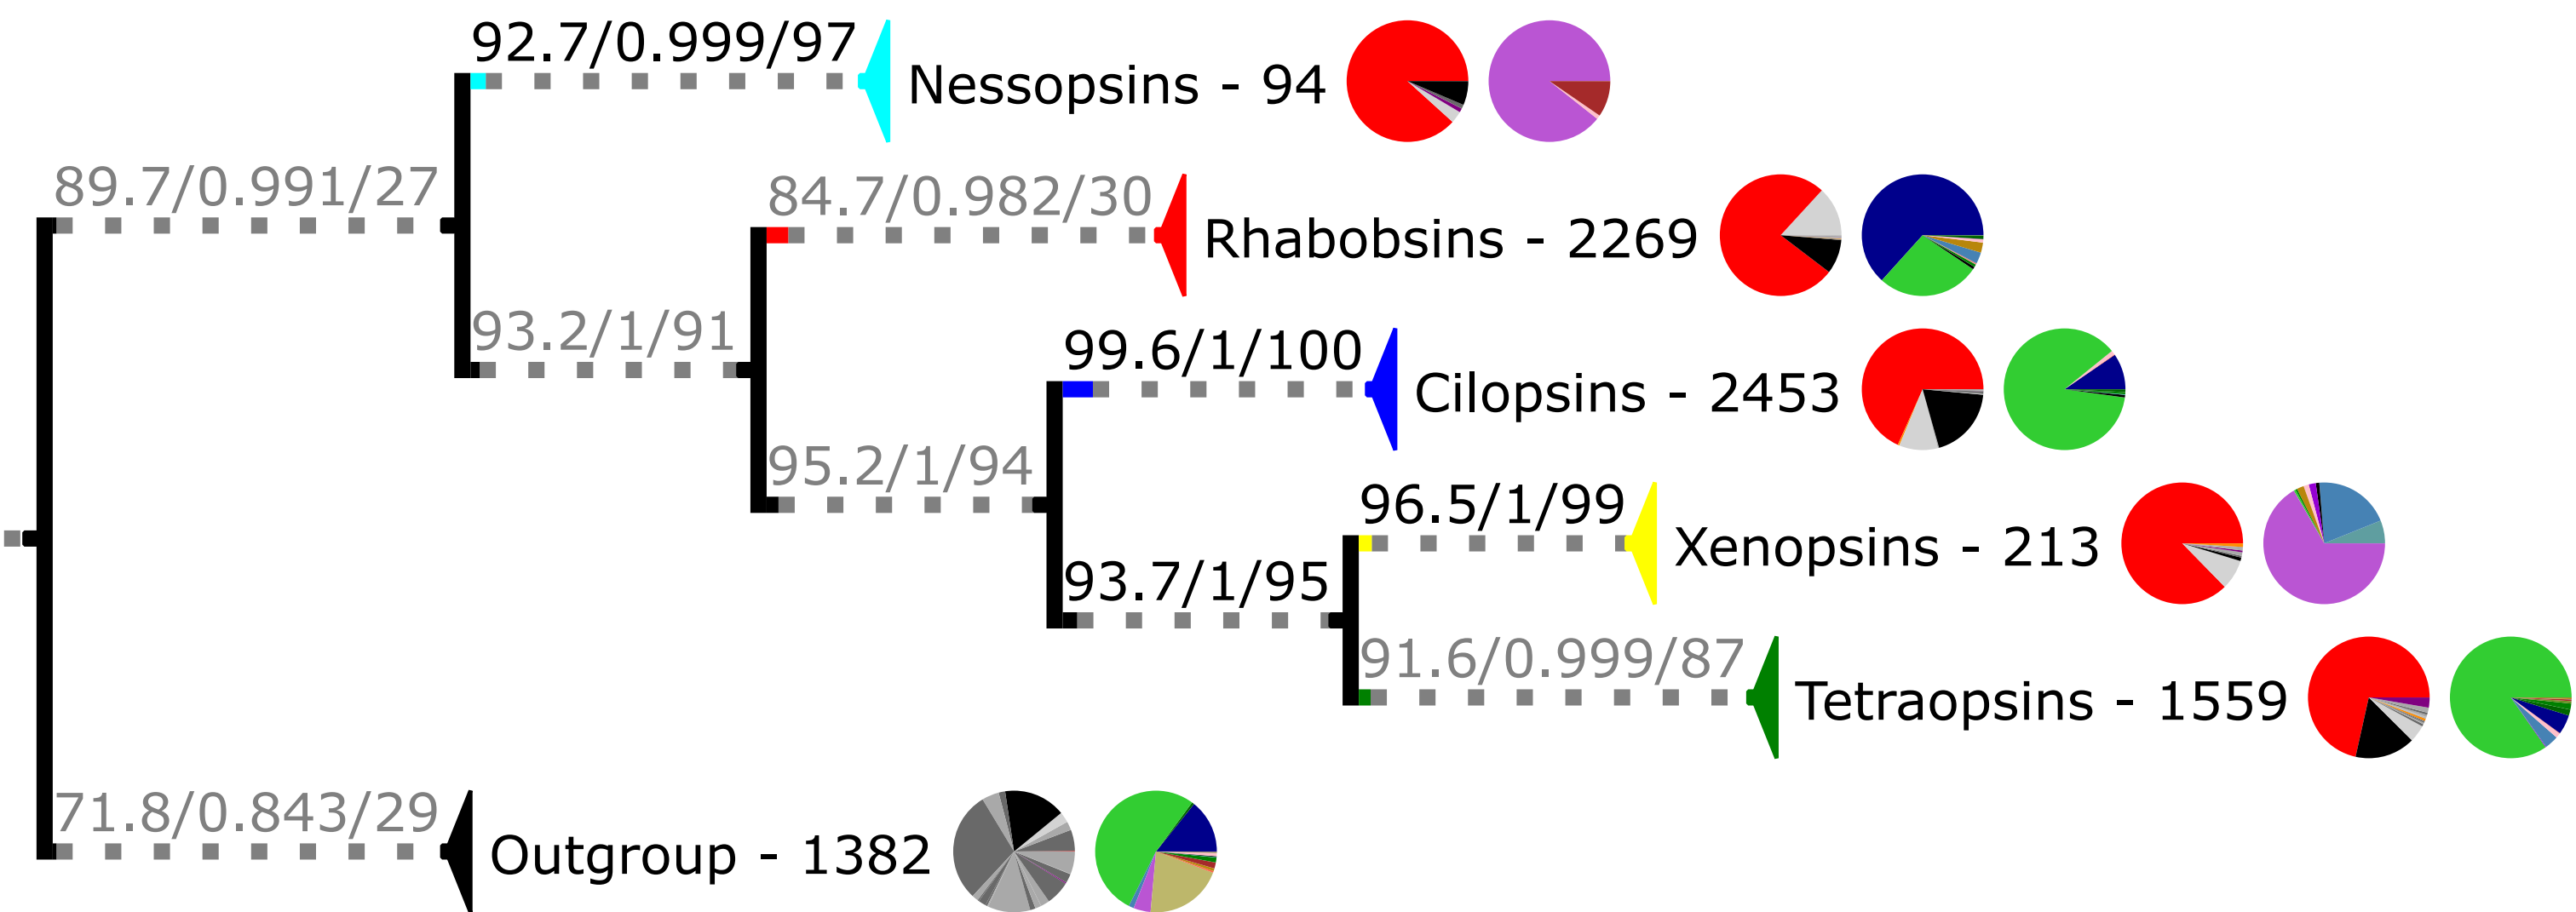 92.7/0.999/97
Nessopsins - 94
89.7/0.991/27
84.7/0.982/30
Rhabobsins - 2269
93.2/1/91
99.6/1/100
Cilopsins - 2453
95.2/1/94
96.5/1/99
Xenopsins - 213
93.7/1/95
91.6/0.999/87
Tetraopsins - 1559
71.8/0.843/29
Outgroup - 1382